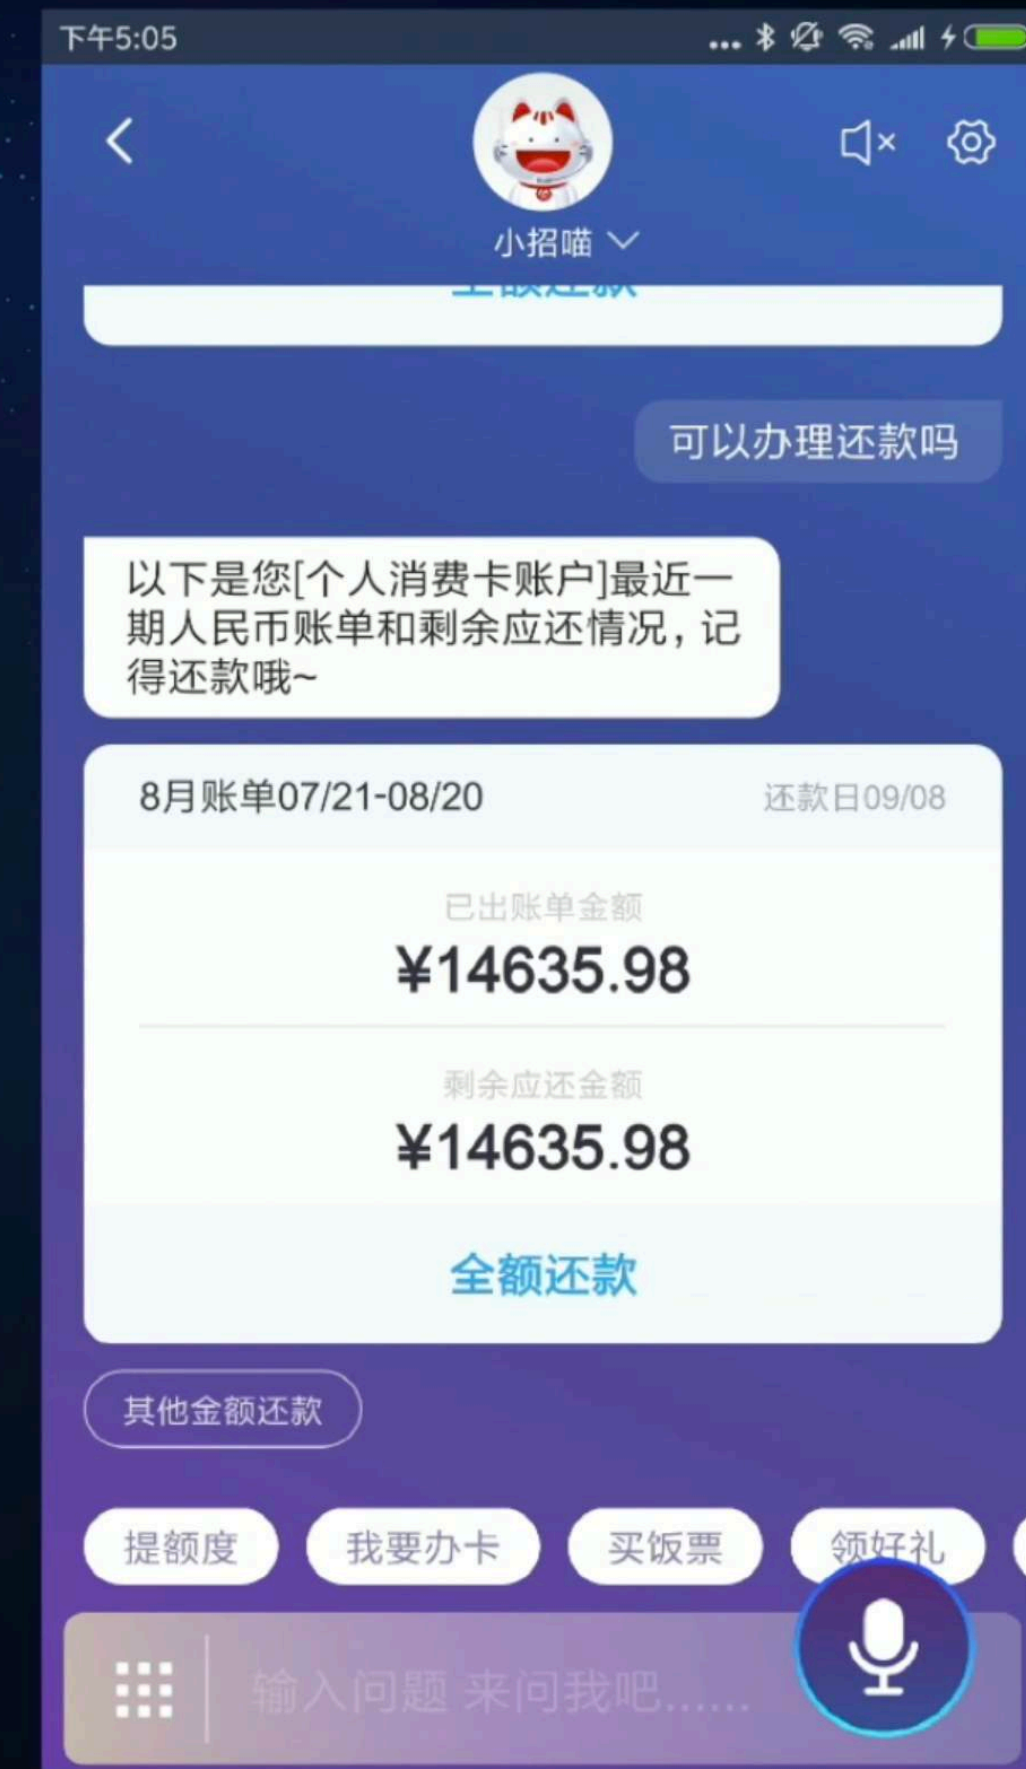 下午5:05
小招喵
全额还款
可以办理还款吗
以下是您[个人消费卡账户]最近一
期人民币账单和剩余应还情况，记
得还款哦~
8月账单07/21-08/20
还款日09/08
已出账单金额
¥14635.98
剩余应还金额
¥14635.98
全额还款
其他金额还款
提额度
我要办卡
买饭票
领好礼
输入问题 来问我吧......